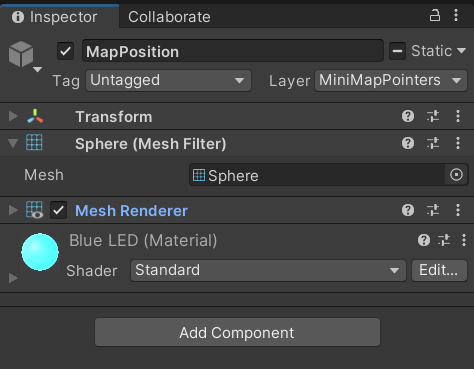 Inspector Collaborate
MapPosition Static
Tag Untagged Layer MiniMapPointers
Transform
Sphere (Mesh Filter)
Mesh Sphere
Mesh Renderer
Blue LED (Material)
Shader Standard Edit...
Add Component